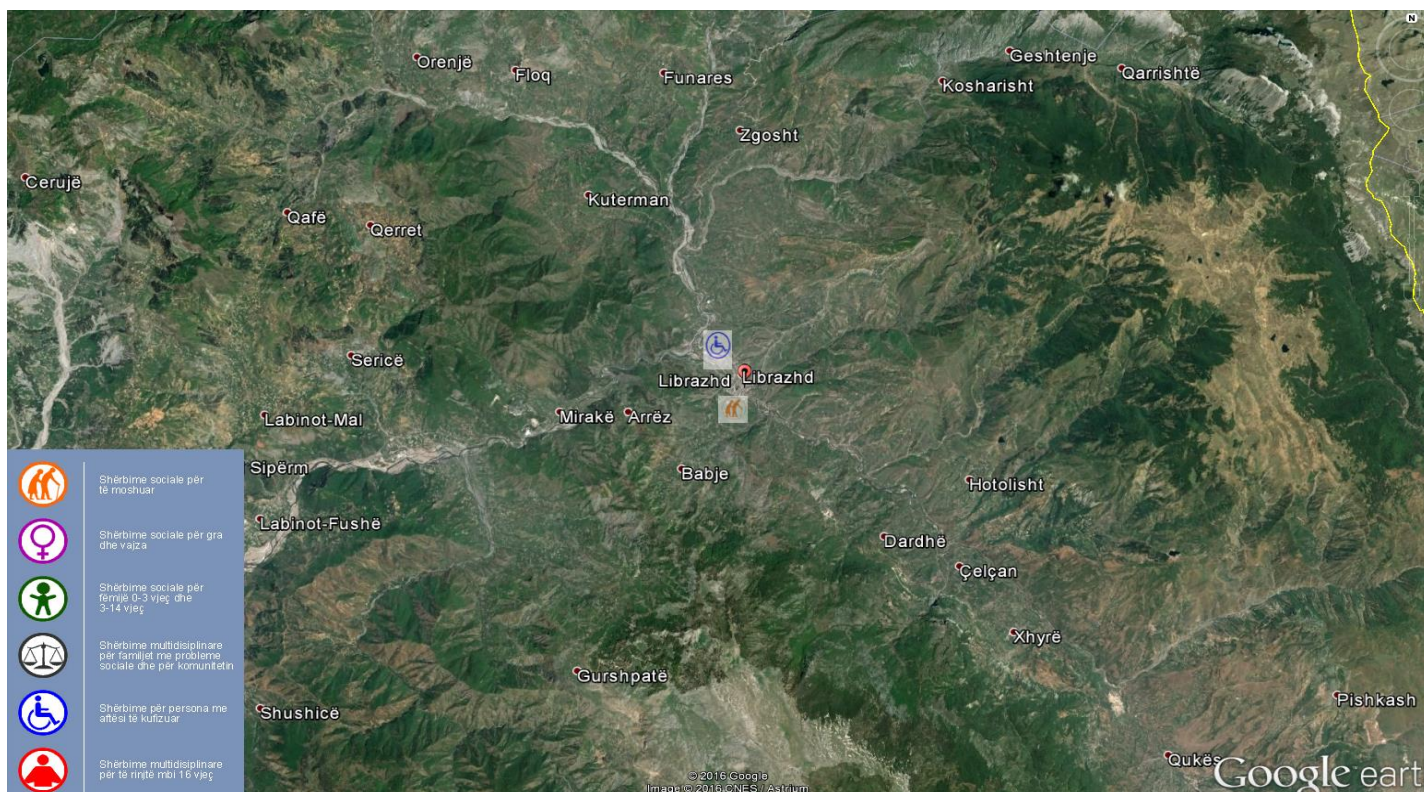 N
Geshtenje
Orenjë
Floq
Funares
Qarrishtë
Kosharisht
Zgosht
Cerujë
Kuterman
Qafë
Qerret
Sericë
Librazhd
Librazhd
Labinot-Mal
Mirakë
Arrëz
Sipërm
Babje
Hotolisht
Labinot-Fushë
Dardhë
Çelçan
Xhyrë
Gurshpatë
Pishkash
Shushicë
Qukës
Shërbime sociale për
të moshuar
Shërbime sociale për gra
dhe vajza
Shërbime sociale për
fëmijë 0-3 vjeç dhe
3-14 vjeç
Shërbime multidisiplinare
për familjet me probleme
sociale dhe për komunitetin
Shërbime për persona me
aftësi të kufizuar
Shërbime multidisiplinare
për të rinjtë mbi 16 vjeç
© 2016 Google
Image © 2016 CNES / Astrium
Google eart